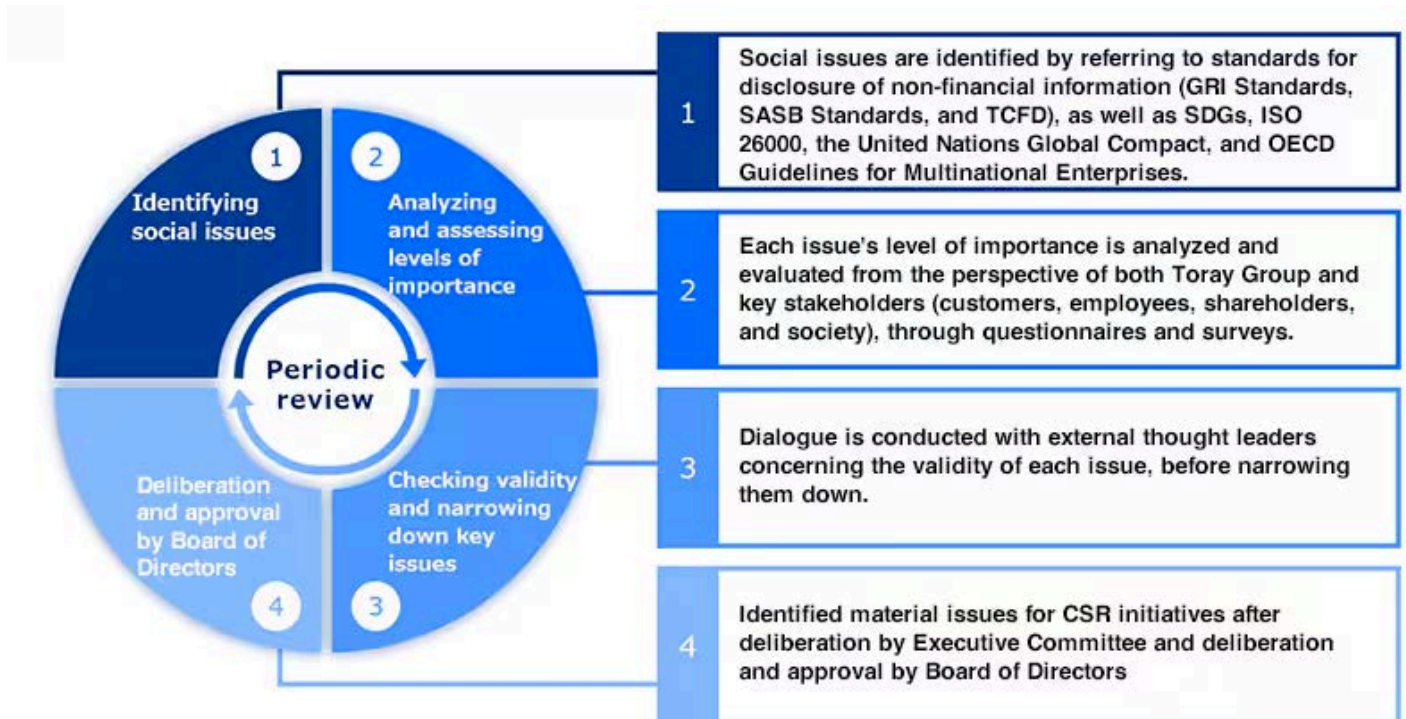 1
Identifying
social issues
2
Analyzing
and assessing
levels of
importance
Periodic
review
Deliberation
and approval
by Board of
Directors
4
Checking validity
and narrowing
down key
issues
3
1
Social issues are identified by referring to standards for
disclosure of non-financial information (GRI Standards,
SASB Standards, and TCFD), as well as SDGs, ISO
26000, the United Nations Global Compact, and OECD
Guidelines for Multinational Enterprises.
2
Each issue's level of importance is analyzed and
evaluated from the perspective of both Toray Group and
key stakeholders (customers, employees, shareholders,
and society), through questionnaires and surveys.
3
Dialogue is conducted with external thought leaders
concerning the validity of each issue, before narrowing
them down.
4
Identified material issues for CSR initiatives after
deliberation by Executive Committee and deliberation
and approval by Board of Directors